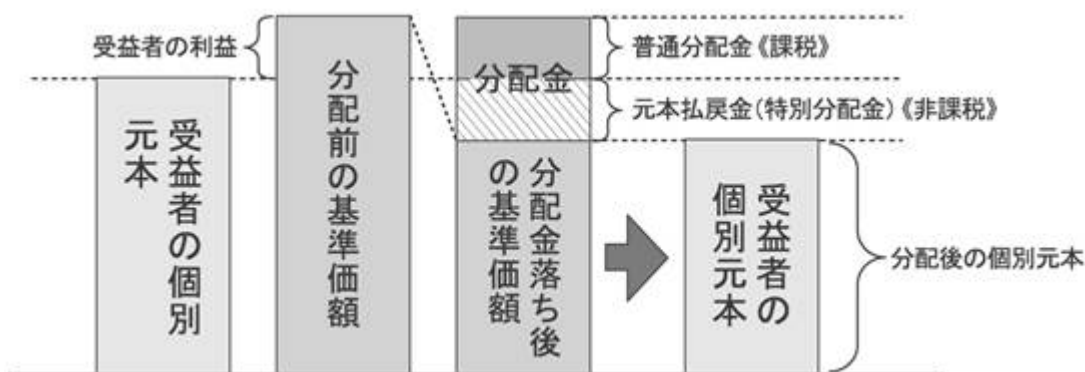 受益者の利益
受益者の個別
元本
分配前の基準価額
分配金
分配金落ち後
の基準価額
普通分配金《課税》
元本払戻金(特別分配金)《非課税》
受益者の
個別元本
分配後の個別元本